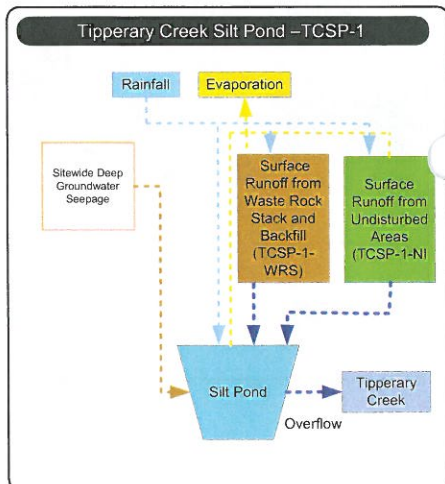 Tipperary Creek Silt Pond –TCSP-1
Rainfall
Evaporation
Sitewide Deep
Groundwater
Seepage
Surface
Runoff from
Waste Rock
Stack and
Backfill
(TCSP-1-
WRS)
Surface
Runoff from
Undisturbed
Areas
(TCSP-1-NI
Silt Pond
Tipperary
Creek
Overflow